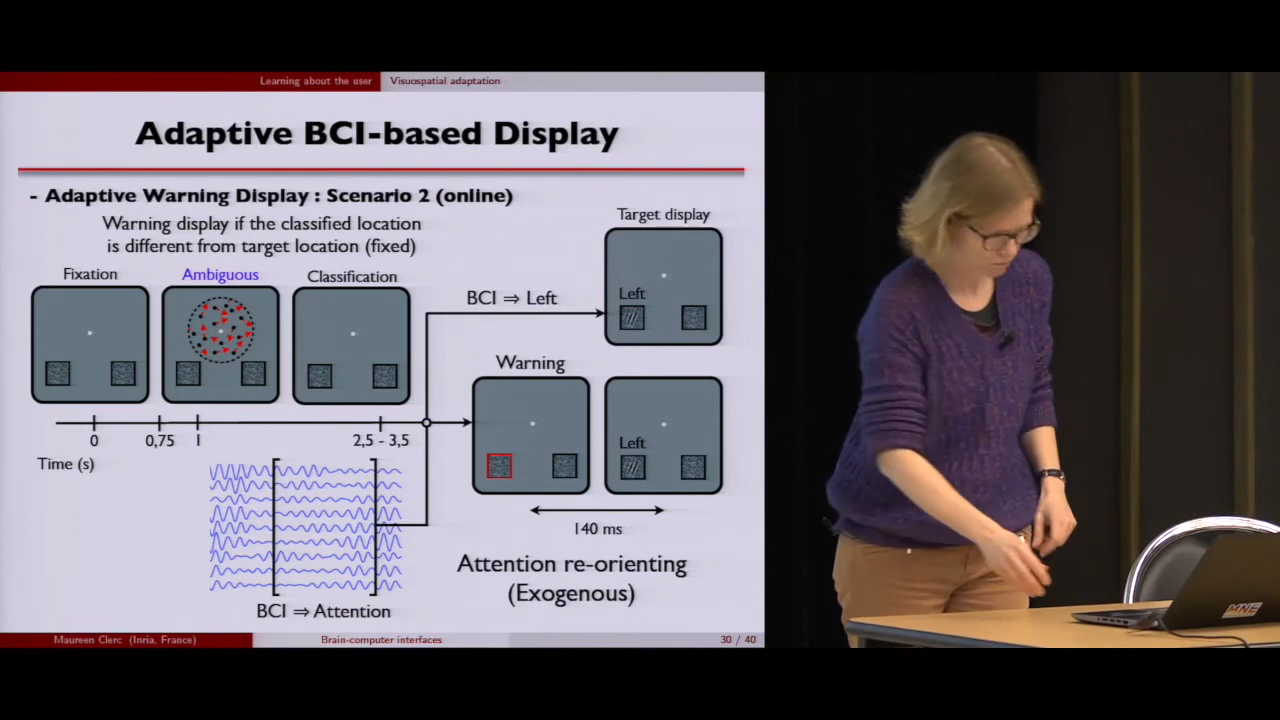 Learning about the user
Visuospatial adaptation
Adaptive BCI-based Display
- Adaptive Warning Display : Scenario 2 (online)
Warning display if the classified location
is different from target location (fixed)
Target display
Fixation
Ambiguous
Classification
Left
BCI ⇒ Left
Warning
Left
0
0,75
1
2,5 - 3,5
Time (s)
140 ms
Attention re-orienting
(Exogenous)
BCI ⇒ Attention
Maureen Clerc (Inria, France)
Brain-computer interfaces
30 / 40
MNE